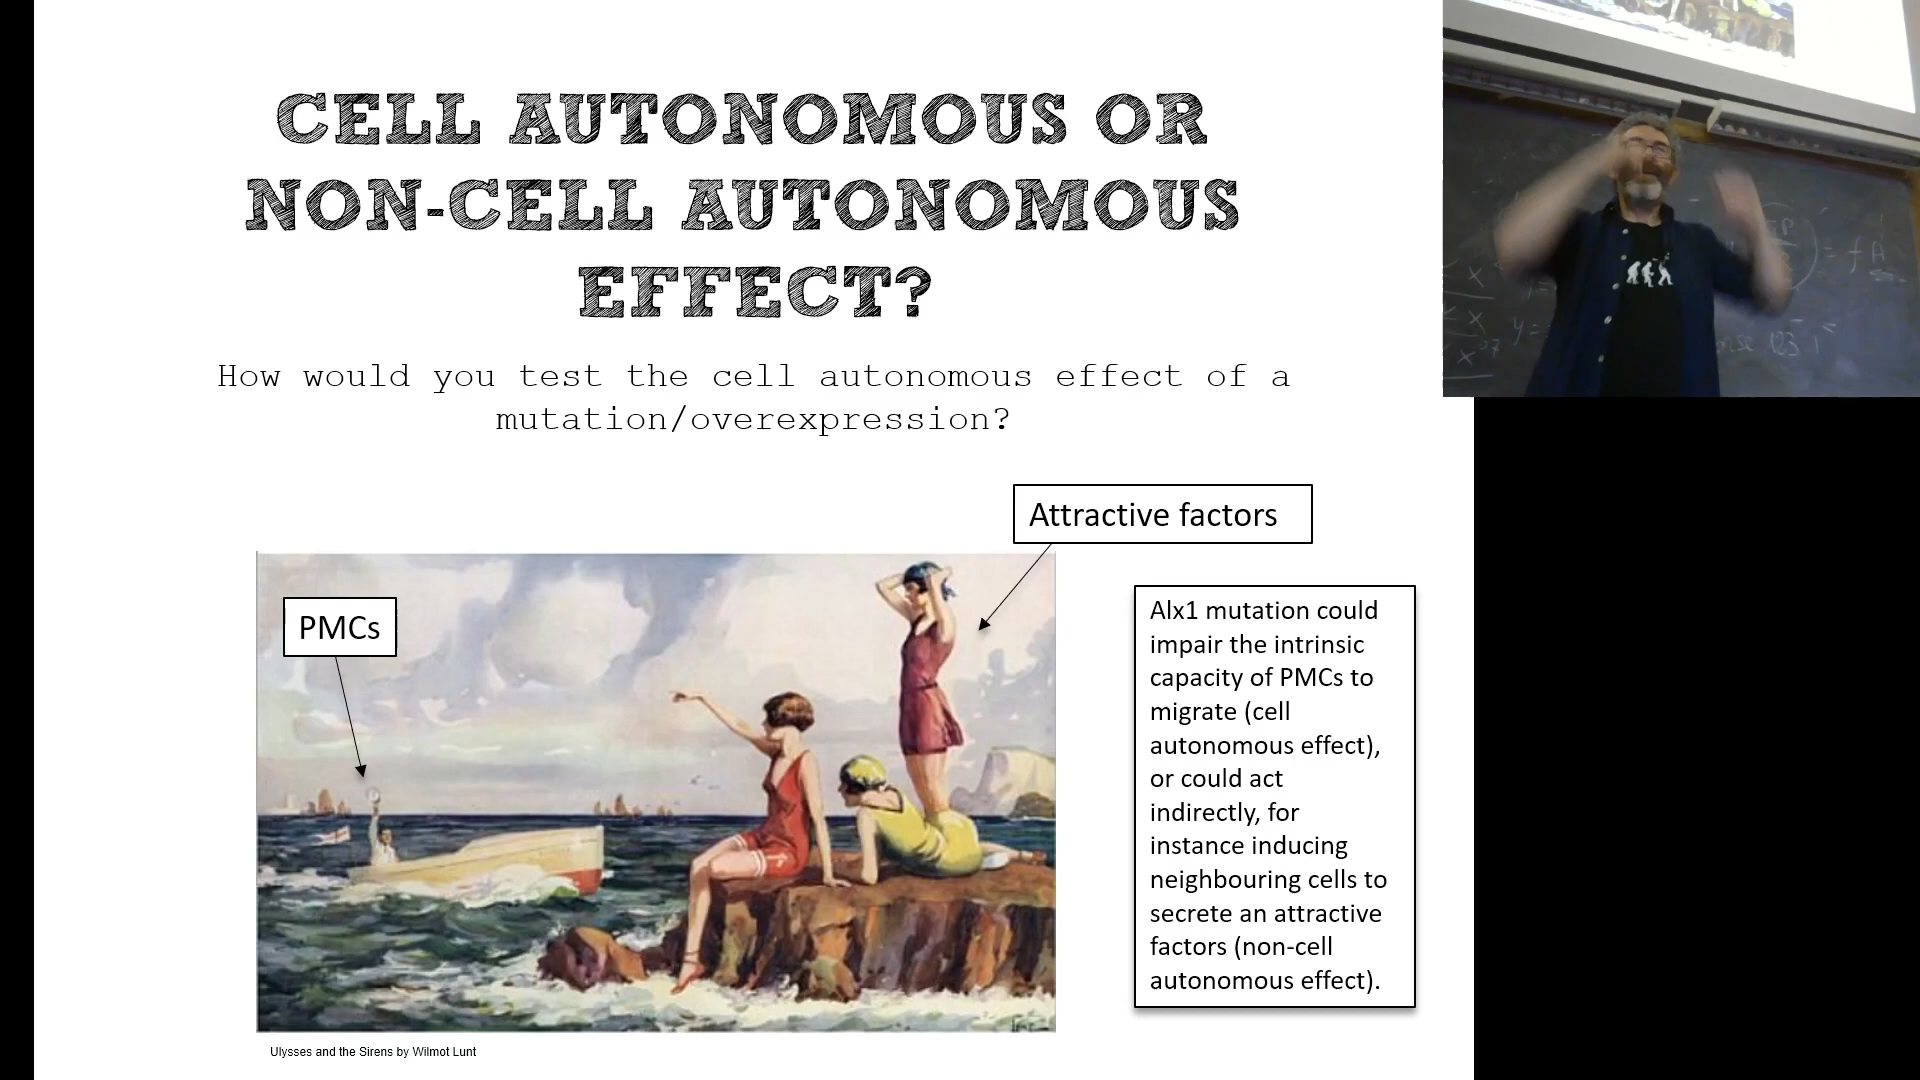 CELL AUTONOMOUS OR
NON-CELL AUTONOMOUS
EFFECT?
How would you test the cell autonomous effect of a
mutation/overexpression?
Attractive factors
PMCs
Alx1 mutation could
impair the intrinsic
capacity of PMCs to
migrate (cell
autonomous effect),
or could act
indirectly, for
instance inducing
neighbouring cells to
secrete an attractive
factors (non-cell
autonomous effect).
Ulysses and the Sirens by Wilmot Lunt